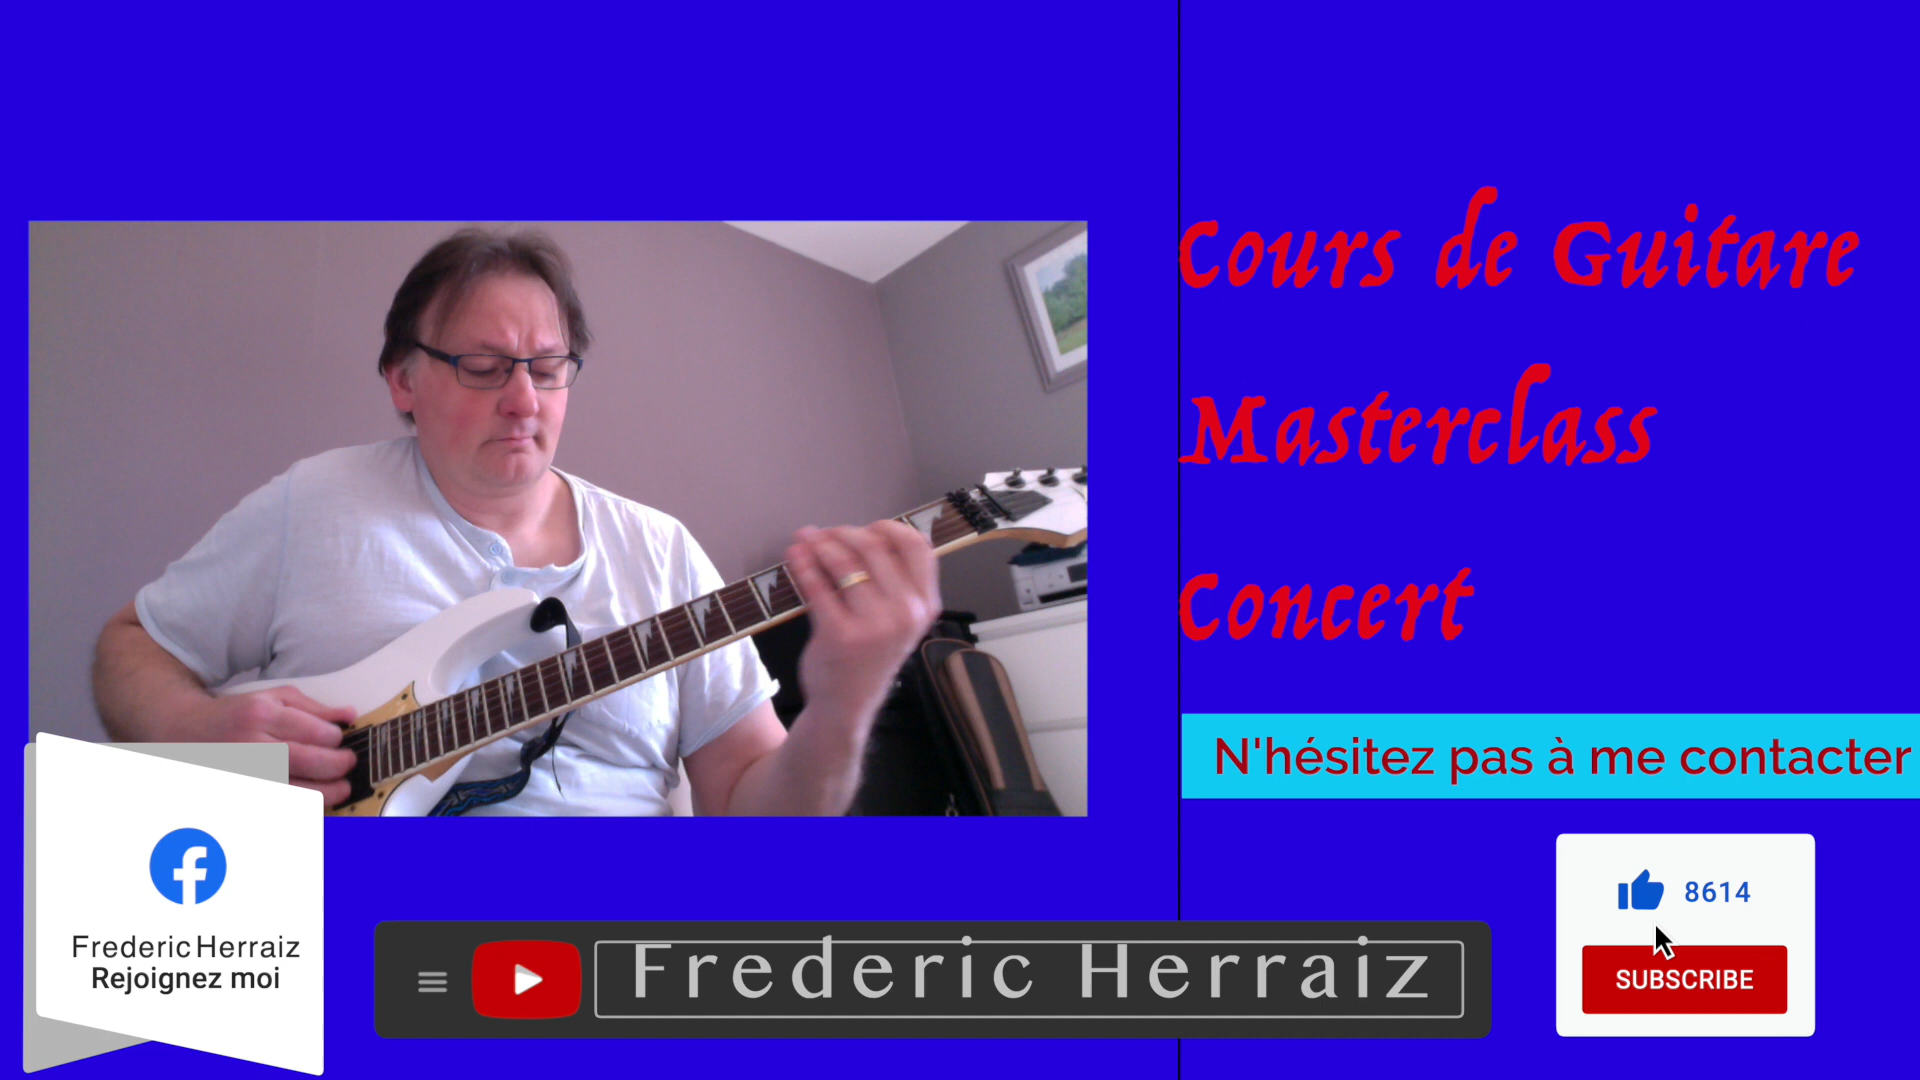 Cours de Guitare
Masterclass
Concert
N'hésitez pas à me contacter
8614
SUBSCRIBE
Frederic Herraiz
Rejoignez moi
Frederic Herraiz